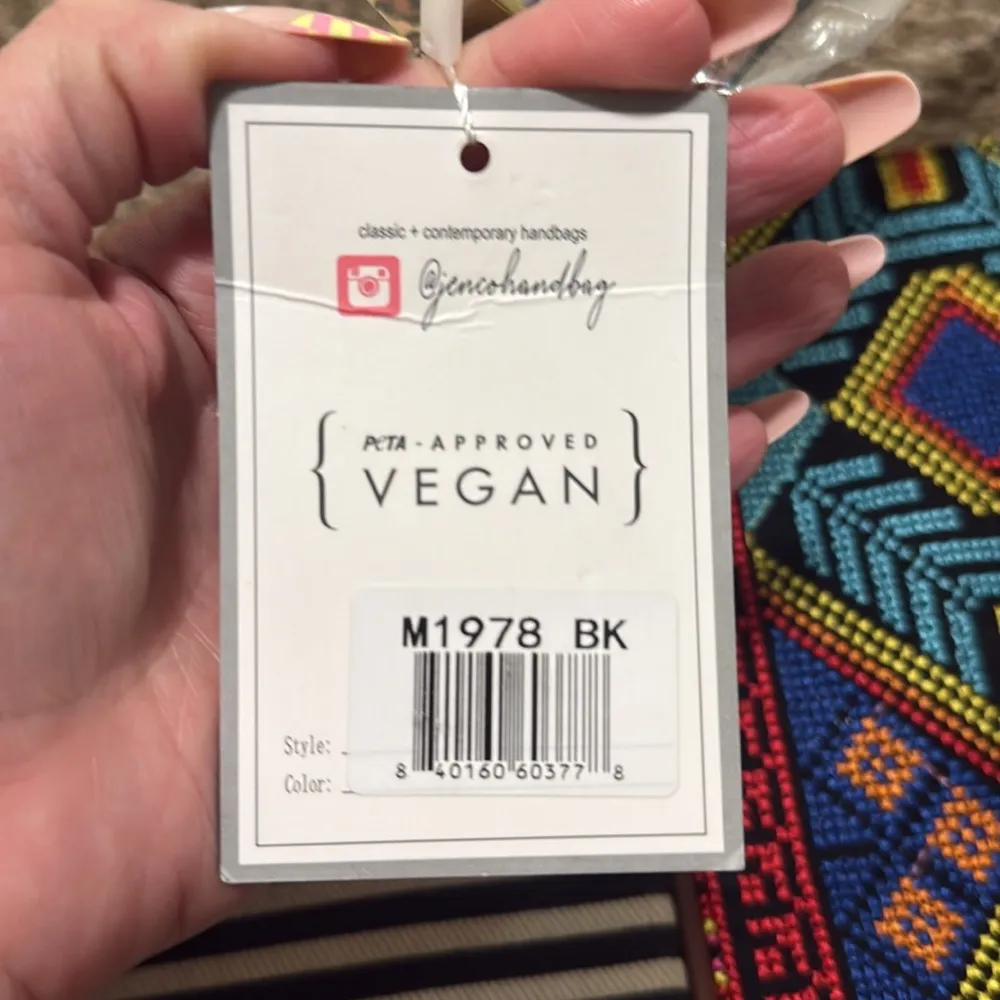 classic + contemporary handbags
@jencohandbag
PETA - APPROVED
VEGAN
M1978 BK
Style:
Color:
8 40160 60377 8